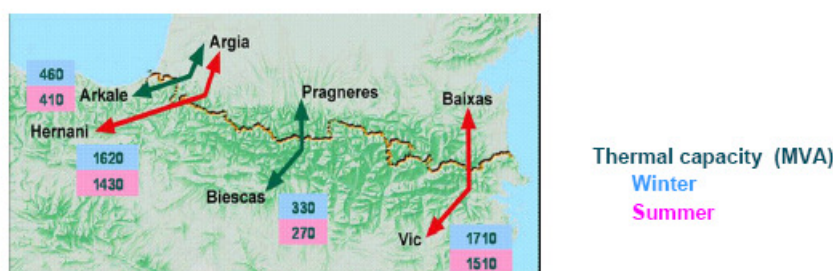 Argia
460
410
Arkale
Hernani
1620
1430
Pragneres
Biescas
330
270
Baixas
Vic
1710
1510
Thermal capacity (MVA)
Winter
Summer